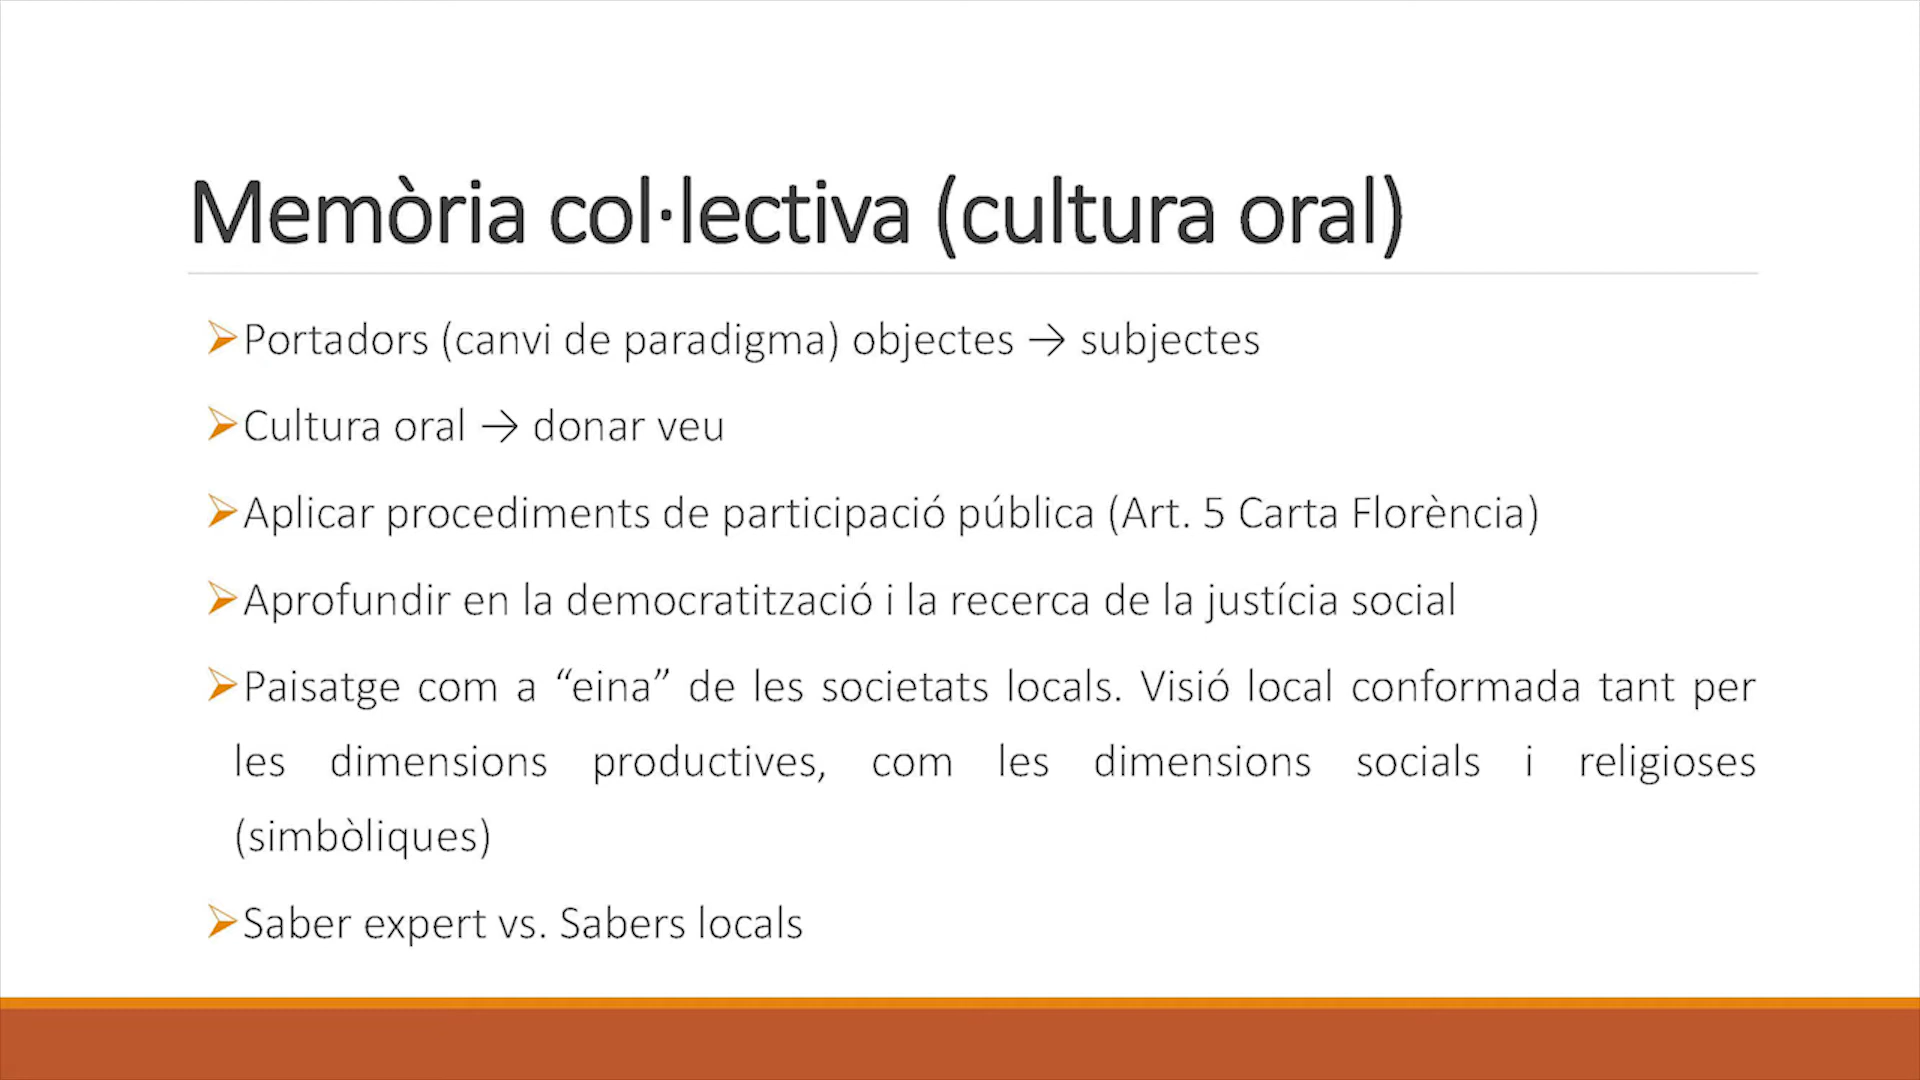 Memòria col·lectiva (cultura oral)
Portadors (canvi de paradigma) objectes → subjectes
Cultura oral → donar veu
Aplicar procediments de participació pública (Art. 5 Carta Florència)
Aprofundir en la democratització i la recerca de la justícia social
Paisatge com a “eina” de les societats locals. Visió local conformada tant per
les dimensions productives, com les dimensions socials i religioses
(simbòliques)
Saber expert vs. Sabers locals